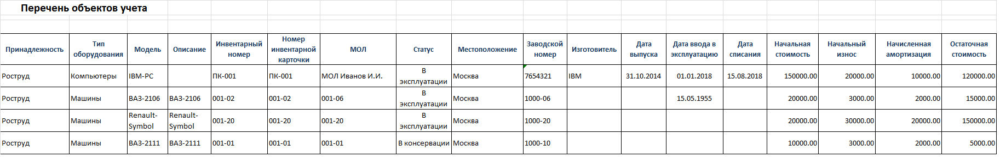 Перечень объектов учета
Принадлежность Тип оборудования Модель Описание Инвентарный номер Номер инвентарной карточки МОЛ Статус Местоположение Заводской номер Изготовитель Дата выпуска Дата ввода в эксплуатацию Дата списания Начальная стоимость Начальный износ Начисленная амортизация Остаточная стоимость
Роструд Компьютеры IBM-PC ПК-001 ПК-001 МОЛ Иванов И.И. В эксплуатации Москва 7654321 IBM 31.10.2014 01.01.2018 15.08.2018 150000.00 20000.00 10000.00 120000.00
Роструд Машины ВАЗ-2106 ВАЗ-2106 001-02 001-02 001-06 В эксплуатации Москва 1000-06 15.05.1955 20000.00 3000.00 2000.00 15000.00
Роструд Машины Renault-Symbol Renault-Symbol 001-20 001-20 001-20 В эксплуатации Москва 1000-20 20000.00 30000.00 20000.00 150000.00
Роструд Машины ВАЗ-2111 ВАЗ-2111 001-01 001-01 001-01 В консервации Москва 1000-10 10000.00 3000.00 2000.00 5000.00